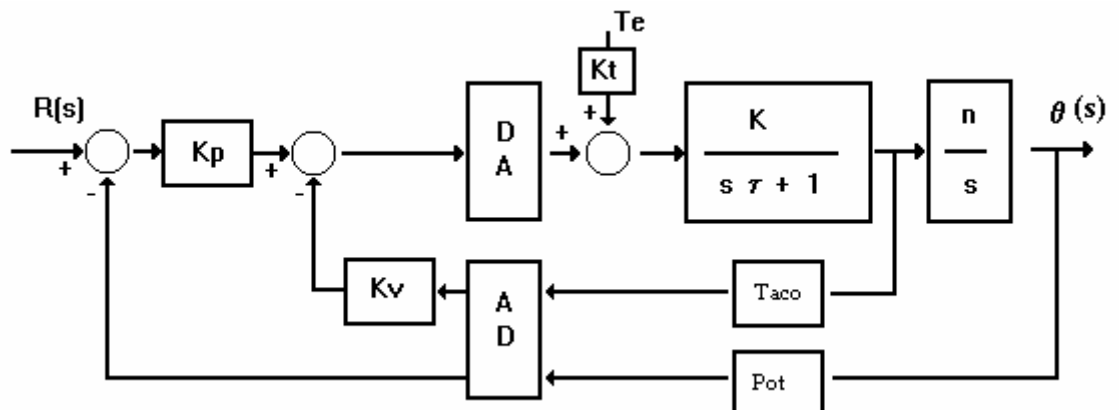 Te
Kt
R(s)
+
-
Kp
+
-
D
A
+
+
K
s τ + 1
n
s
θ (s)
Kv
A
D
Taco
Pot